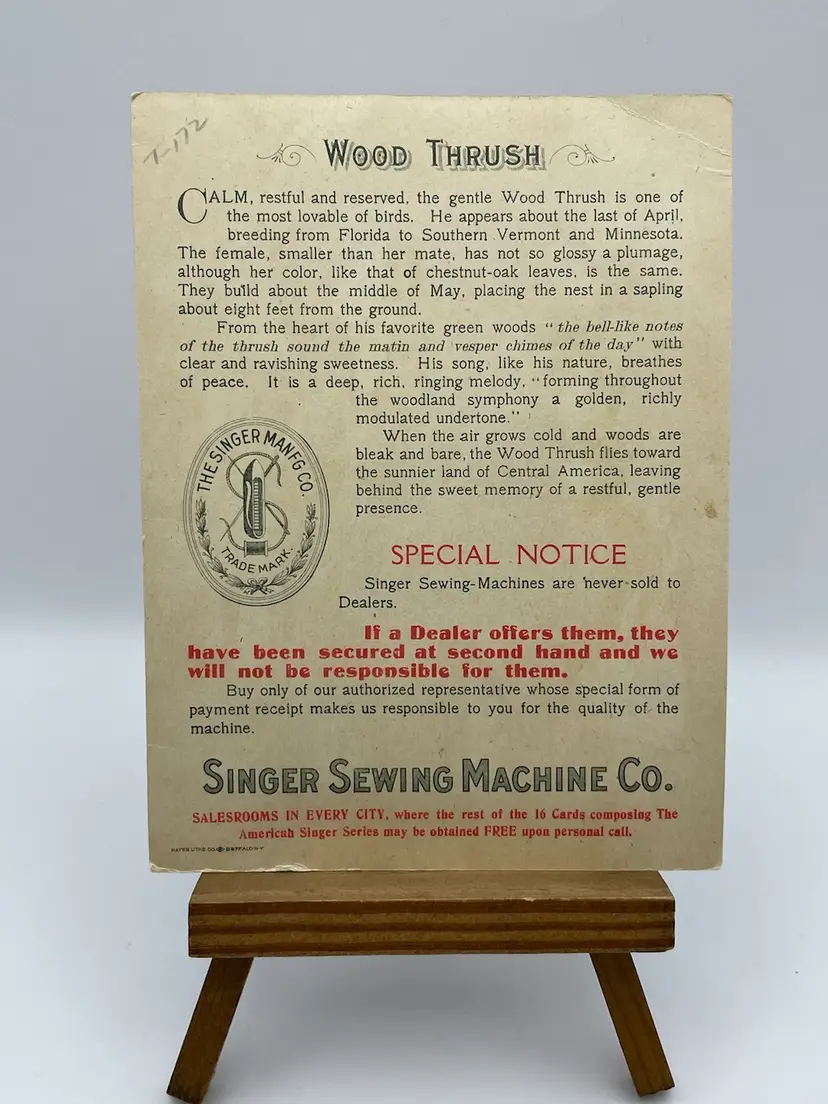 T-172
WOOD THRUSH
CALM, restful and reserved, the gentle Wood Thrush is one of
the most lovable of birds. He appears about the last of April,
breeding from Florida to Southern Vermont and Minnesota.
The female, smaller than her mate, has not so glossy a plumage,
although her color, like that of chestnut-oak leaves, is the same.
They build about the middle of May, placing the nest in a sapling
about eight feet from the ground.
From the heart of his favorite green woods "the bell-like notes
of the thrush sound the matin and vesper chimes of the day" with
clear and ravishing sweetness. His song, like his nature, breathes
of peace. It is a deep, rich, ringing melody, "forming throughout
the woodland symphony a golden, richly
modulated undertone."
When the air grows cold and woods are
bleak and bare, the Wood Thrush flies toward
the sunnier land of Central America, leaving
behind the sweet memory of a restful, gentle
presence.
THE SINGER MANFG CO.
TRADE MARK.
SPECIAL NOTICE
Singer Sewing-Machines are never sold to
Dealers.
If a Dealer offers them, they
have been secured at second hand and we
will not be responsible for them.
Buy only of our authorized representative whose special form of
payment receipt makes us responsible to you for the quality of the
machine.
SINGER SEWING MACHINE CO.
SALESROOMS IN EVERY CITY, where the rest of the 16 Cards composing The
American Singer Series may be obtained FREE upon personal call.
LITHO CO. BUFFALO N.Y.